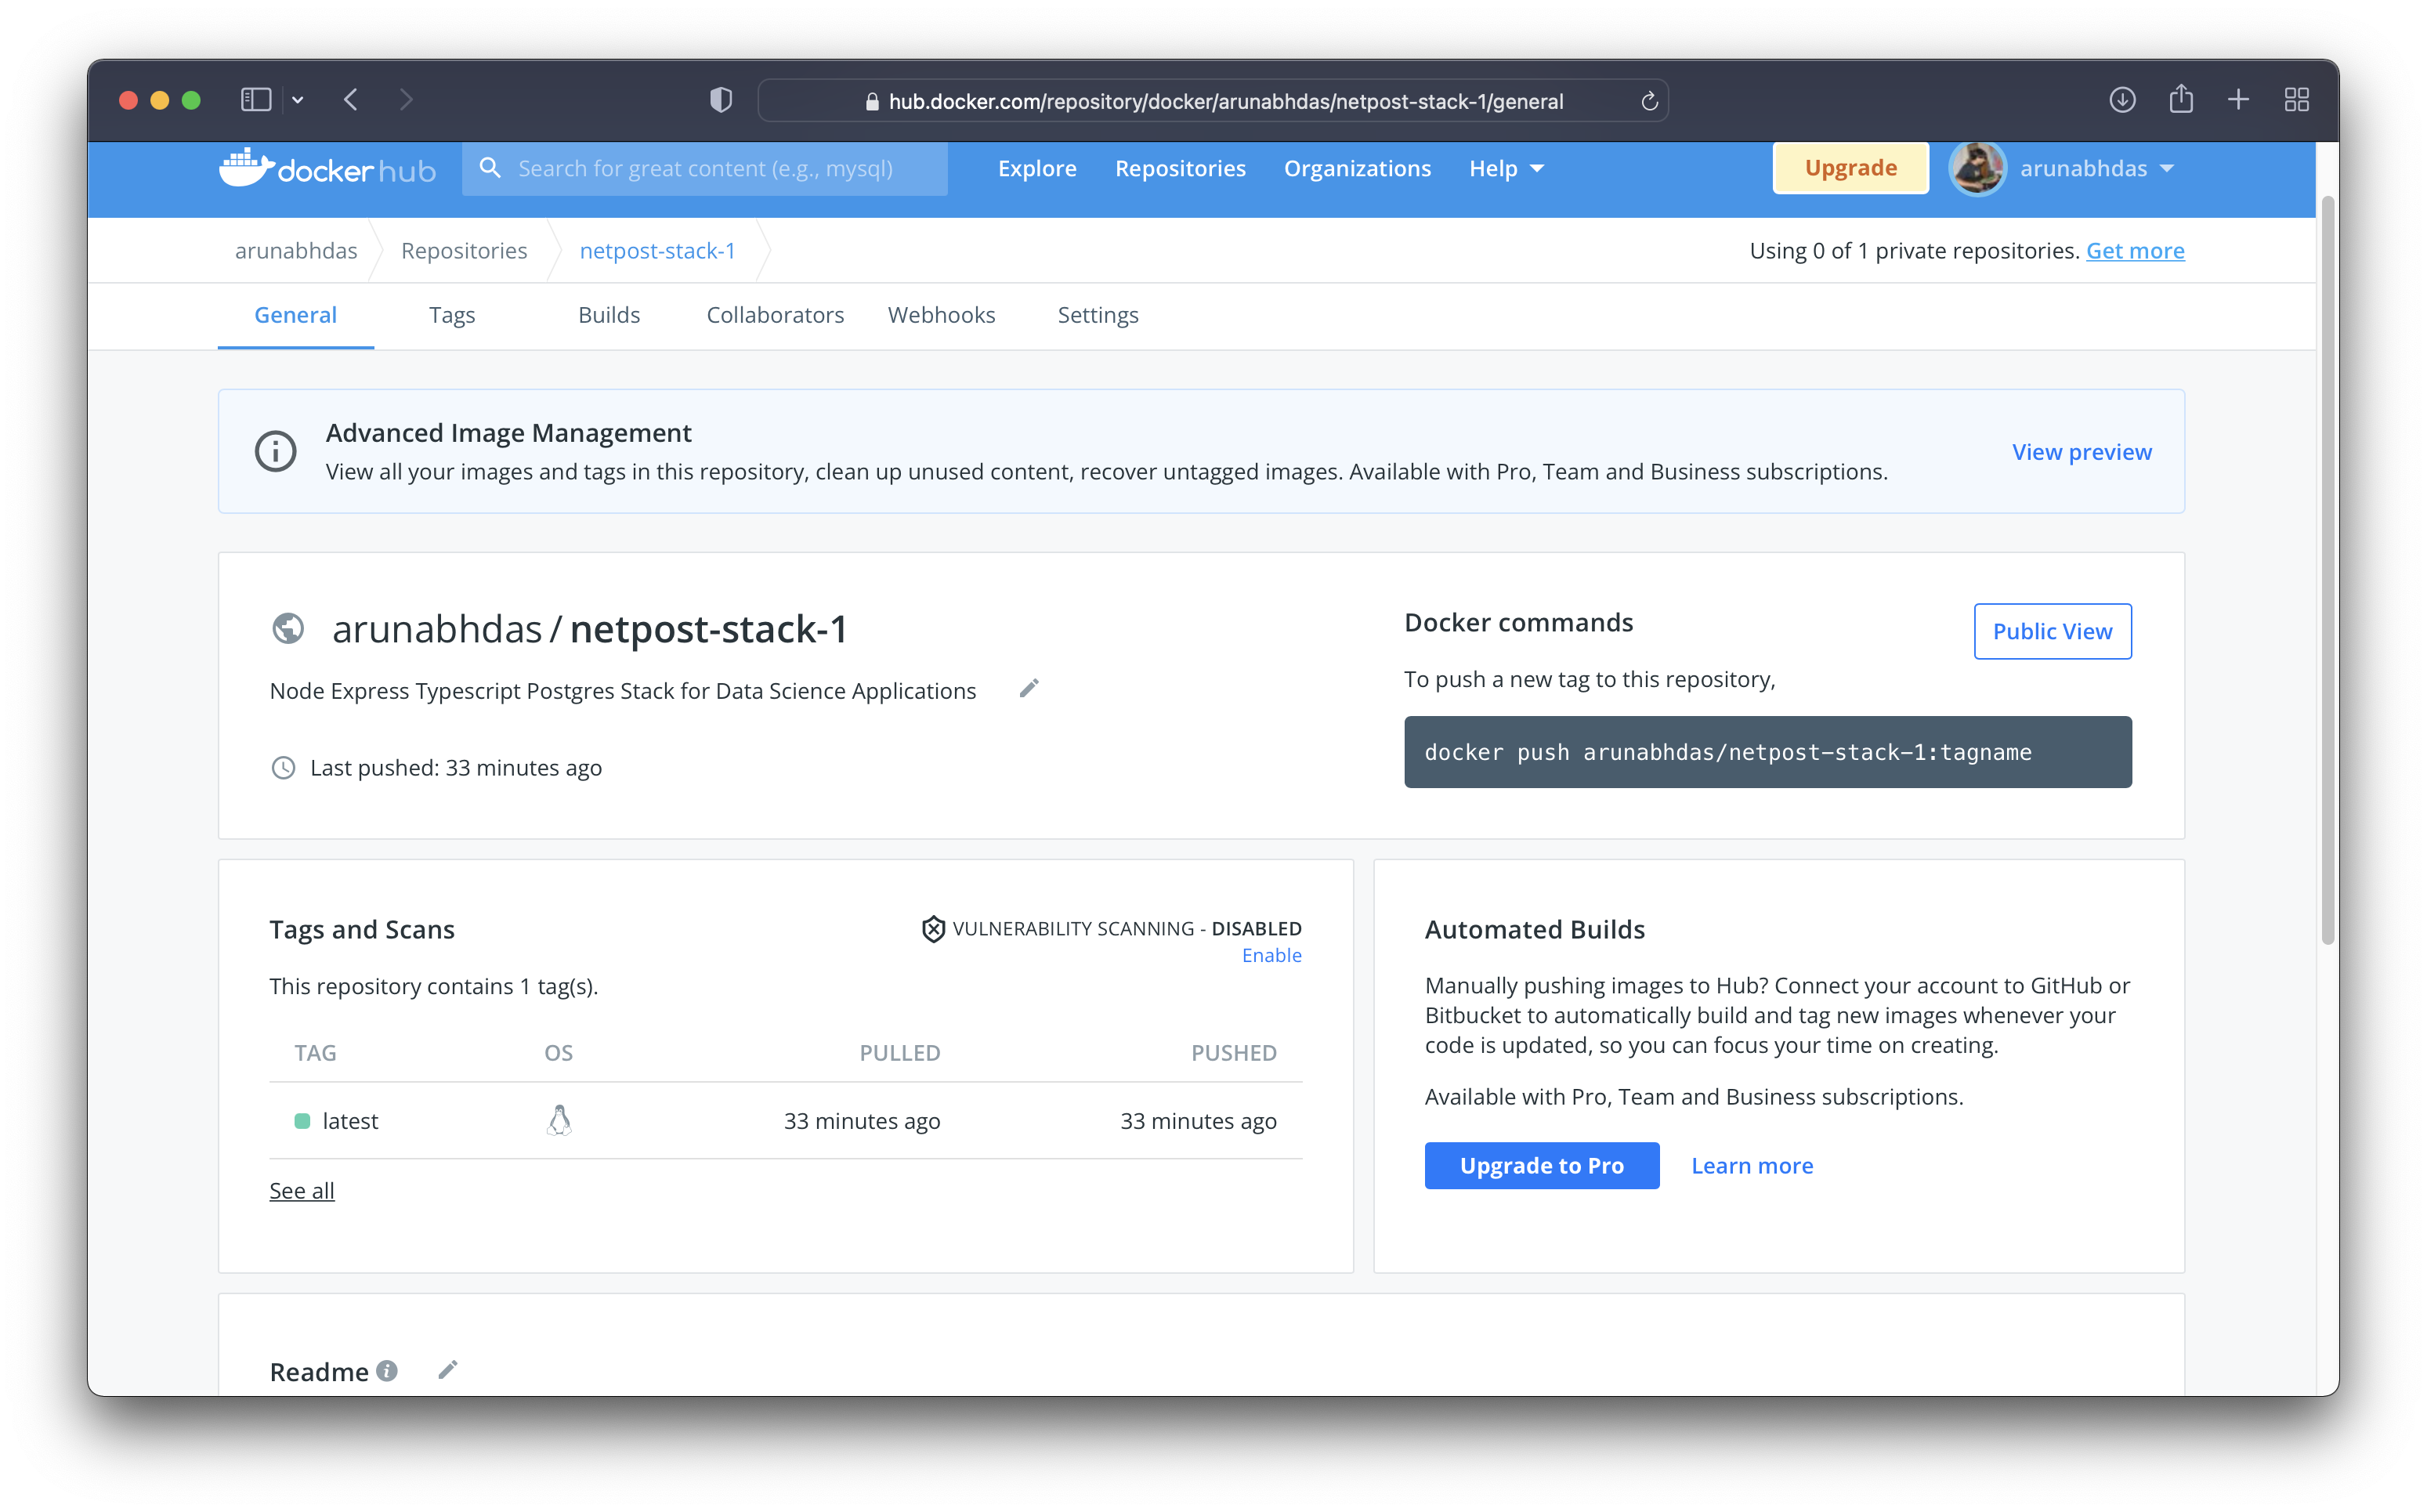 hub.docker.com/repository/docker/arunabhdas/netpost-stack-1/general
docker hub
Search for great content (e.g., mysql)
Explore
Repositories
Organizations
Help
Upgrade
arunabhdas
arunabhdas
Repositories
netpost-stack-1
Using 0 of 1 private repositories. Get more
General
Tags
Builds
Collaborators
Webhooks
Settings
Advanced Image Management
View all your images and tags in this repository, clean up unused content, recover untagged images. Available with Pro, Team and Business subscriptions.
View preview
arunabhdas / netpost-stack-1
Node Express Typescript Postgres Stack for Data Science Applications
Last pushed: 33 minutes ago
Docker commands
Public View
To push a new tag to this repository,
docker push arunabhdas/netpost-stack-1:tagname
Tags and Scans
VULNERABILITY SCANNING - DISABLED
Enable
This repository contains 1 tag(s).
TAG OS PULLED PUSHED
latest 33 minutes ago 33 minutes ago
See all
Automated Builds
Manually pushing images to Hub? Connect your account to GitHub or
Bitbucket to automatically build and tag new images whenever your
code is updated, so you can focus your time on creating.
Available with Pro, Team and Business subscriptions.
Upgrade to Pro
Learn more
Readme